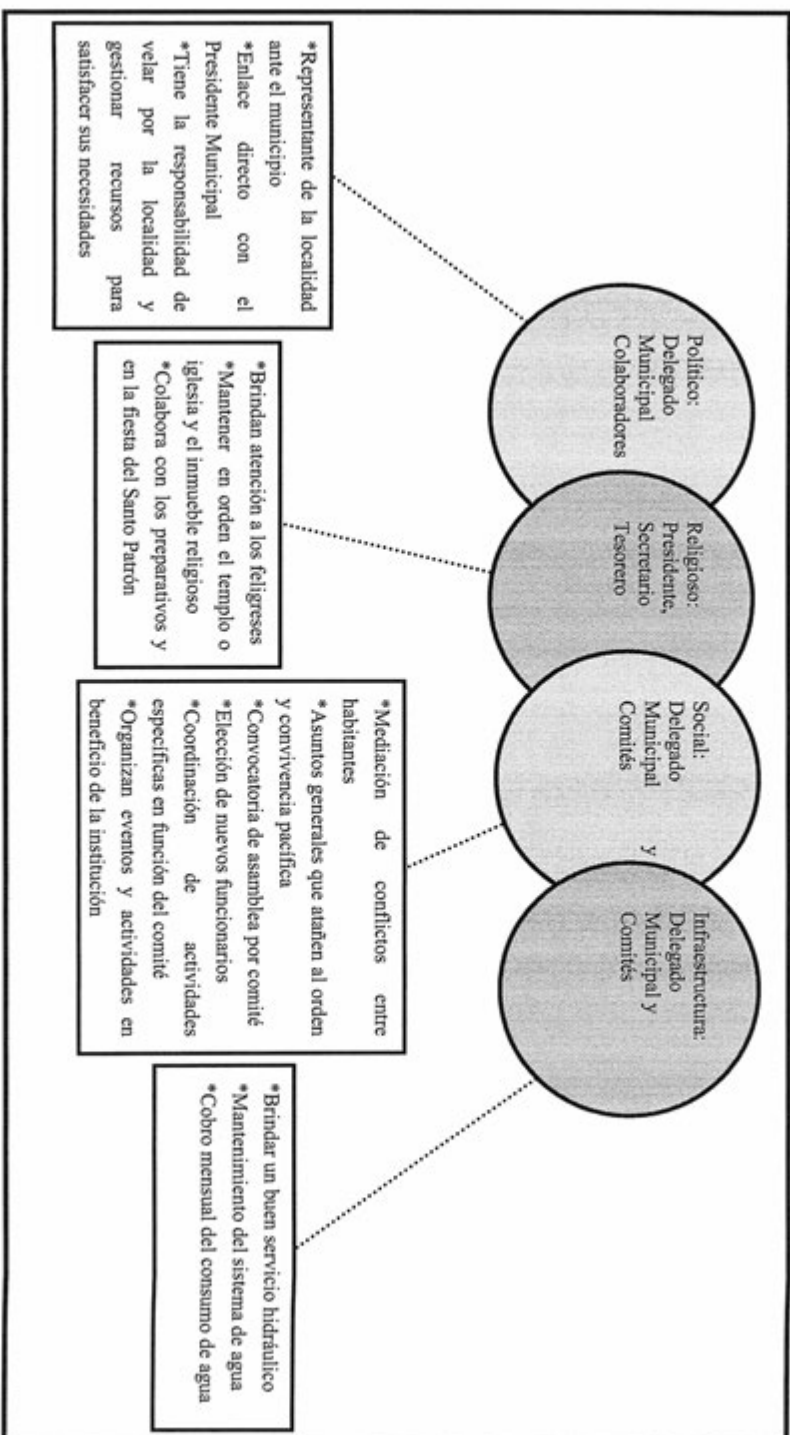 Político:
Delegado
Municipal
Colaboradores
Religioso:
Presidente,
Secretario
Tesorero
Social:
Delegado
Municipal y
Comités
Infraestructura:
Delegado
Municipal y
Comités
*Representante de la localidad
ante el municipio
*Enlace directo con el
Presidente Municipal
*Tiene la responsabilidad de
velar por la localidad y
gestionar recursos para
satisfacer sus necesidades
*Brindan atención a los feligreses
*Mantener en orden el templo o
iglesia y el inmueble religioso
*Colabora con los preparativos y
en la fiesta del Santo Patrón
*Mediación de conflictos entre
habitantes
*Asuntos generales que atañen al orden
y convivencia pacífica
*Convocatoria de asamblea por comité
*Elección de nuevos funcionarios
*Coordinación de actividades
específicas en función del comité
*Organizan eventos y actividades en
beneficio de la institución
*Brindar un buen servicio hidráulico
*Mantenimiento del sistema de agua
*Cobro mensual del consumo de agua